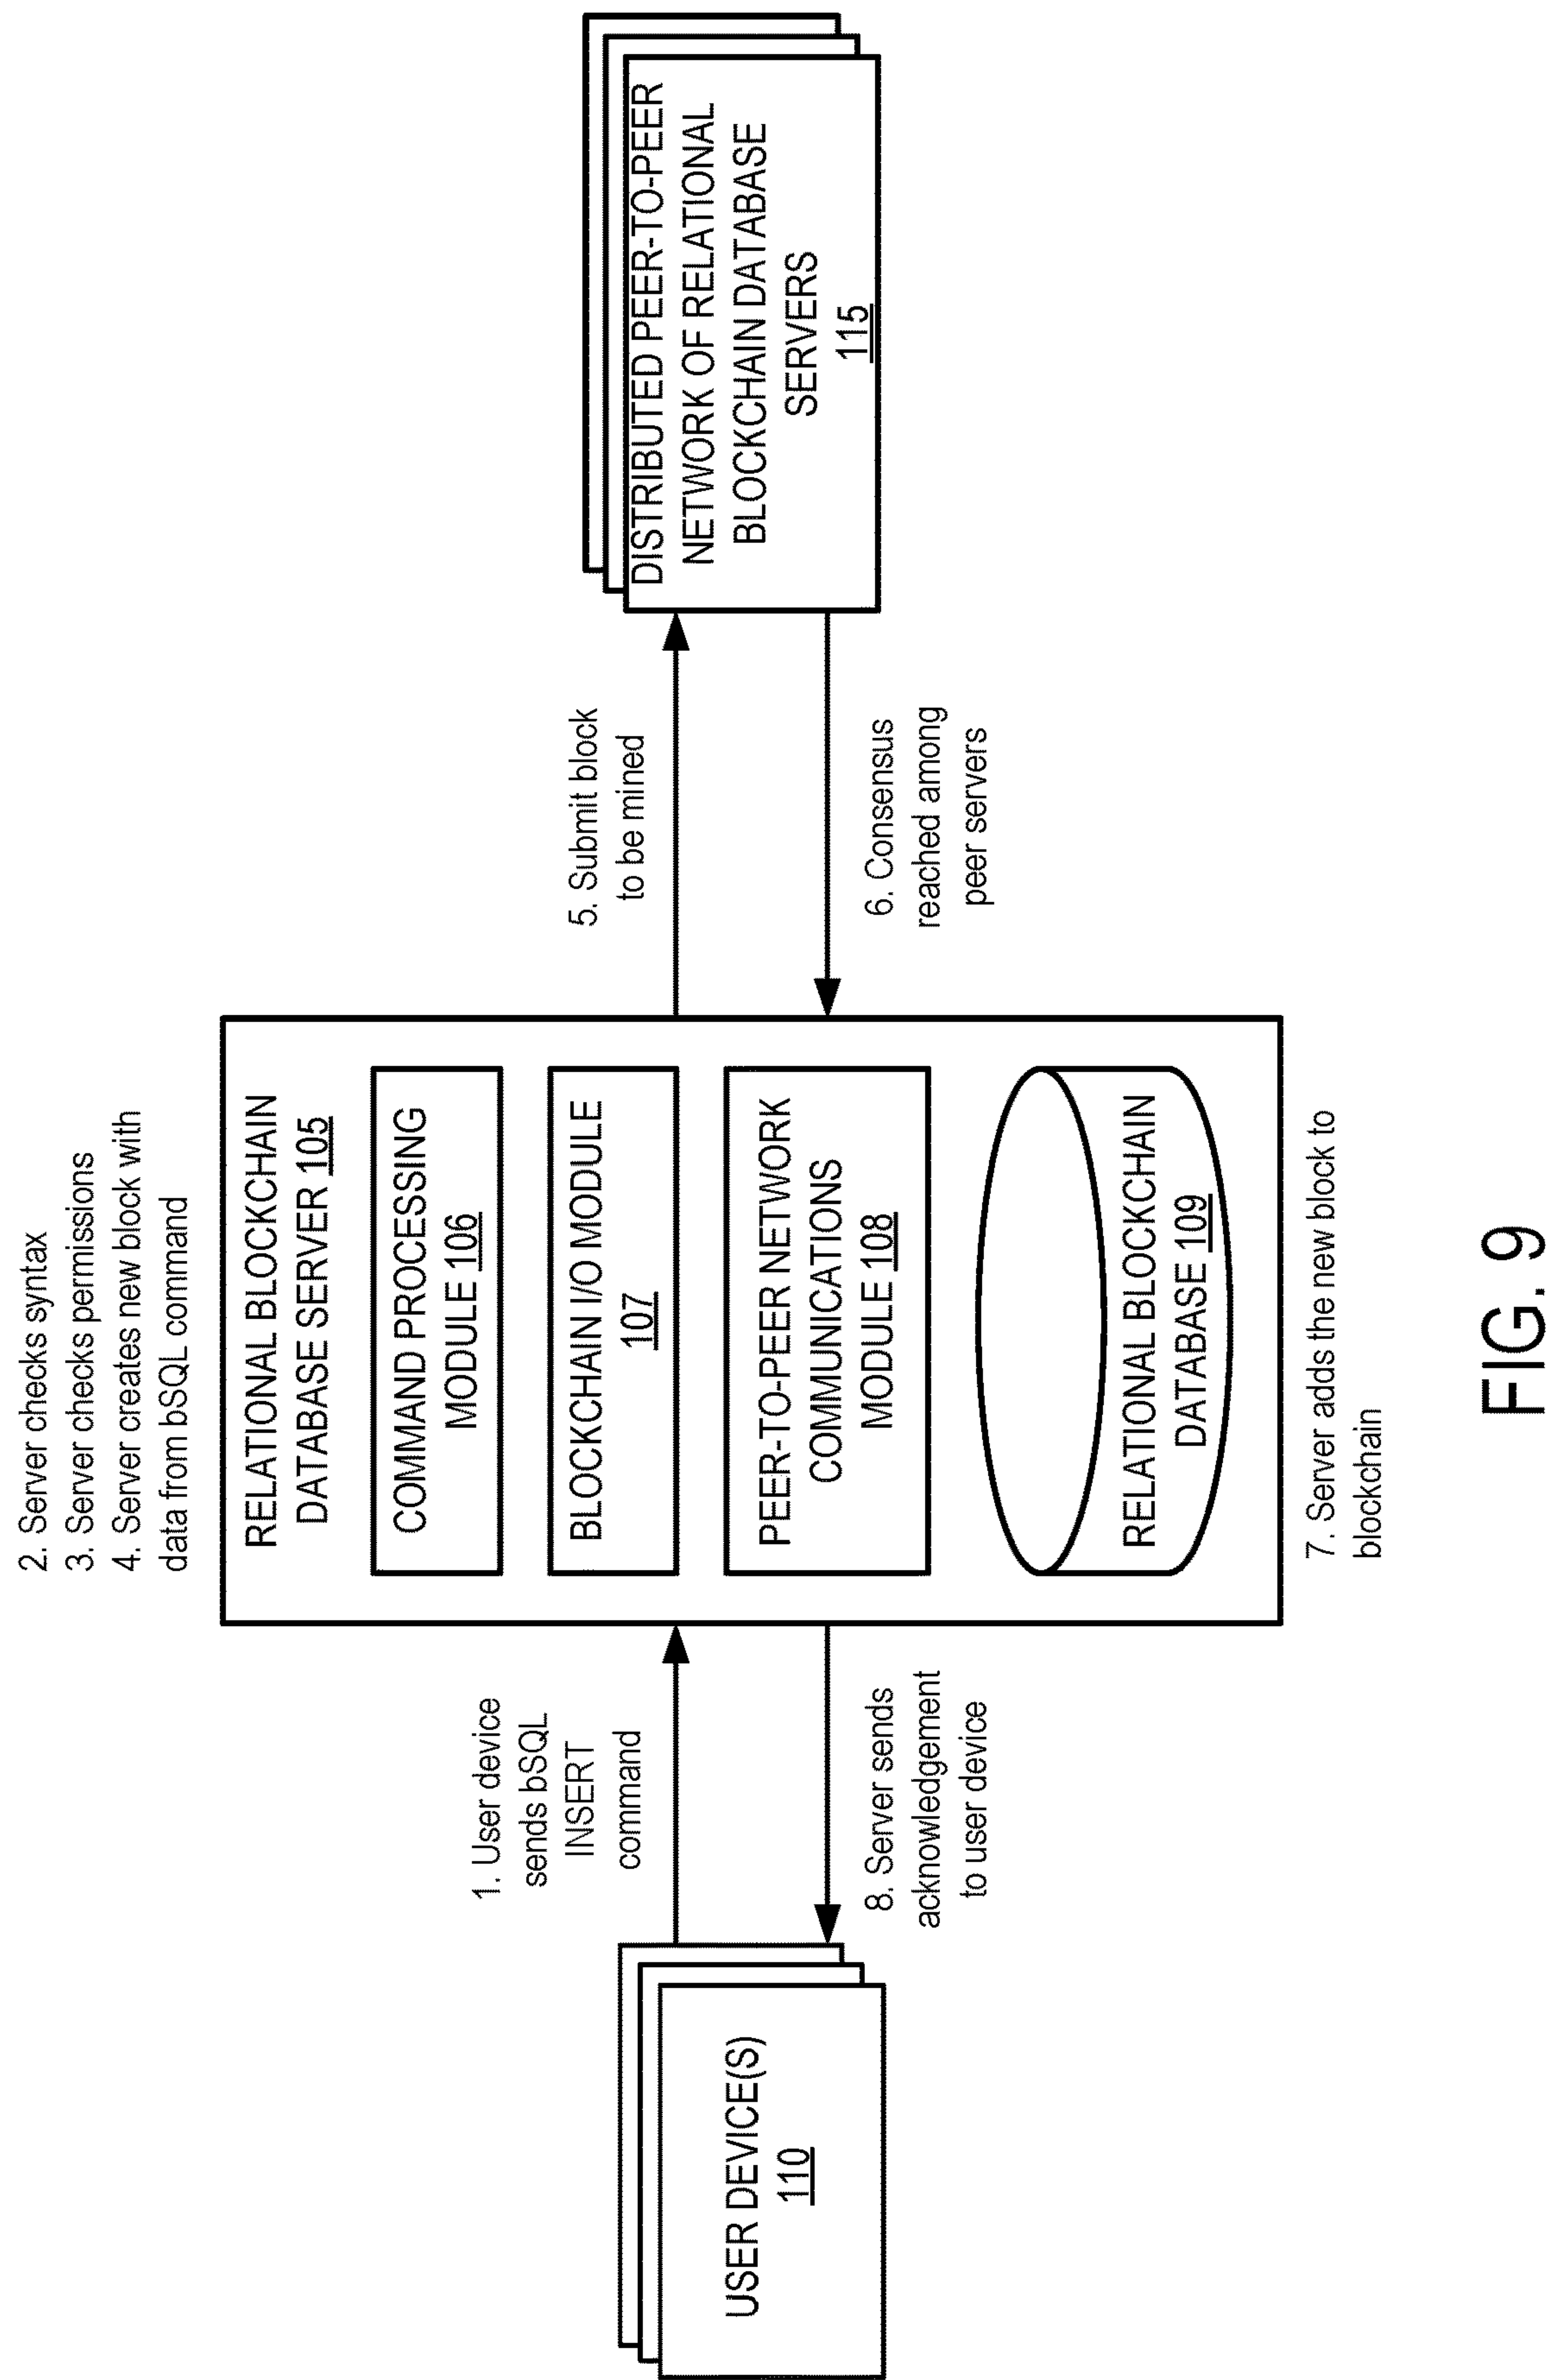 2. Server checks syntax
3. Server checks permissions
4. Server creates new block with
data from bSQL command
1. User device
sends bSQL
INSERT
command
8. Server sends
acknowledgement
to user device
USER DEVICE(S)
110
RELATIONAL BLOCKCHAIN
DATABASE SERVER 105
COMMAND PROCESSING
MODULE 106
BLOCKCHAIN I/O MODULE
107
PEER-TO-PEER NETWORK
COMMUNICATIONS
MODULE 108
RELATIONAL BLOCKCHAIN
DATABASE 109
5. Submit block
to be mined
6. Consensus
reached among
peer servers
DISTRIBUTED PEER-TO-PEER
NETWORK OF RELATIONAL
BLOCKCHAIN DATABASE
SERVERS
115
7. Server adds the new block to
blockchain
FIG. 9